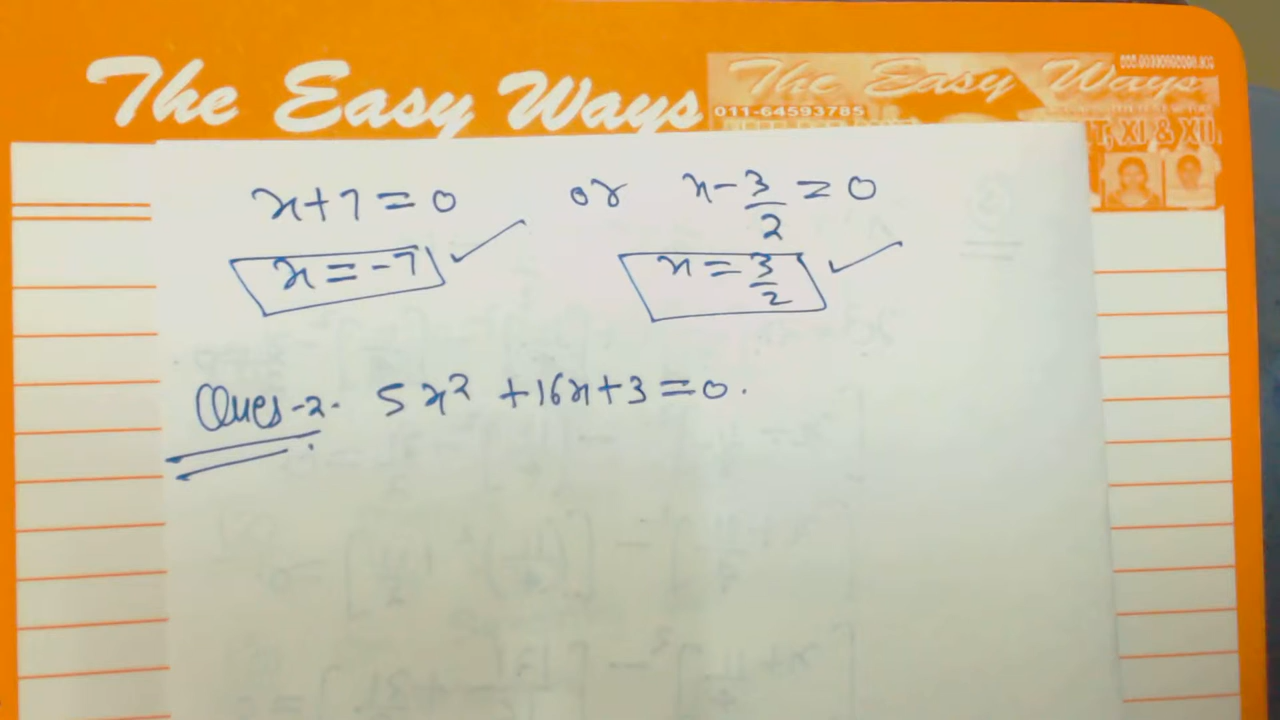 The Easy Ways
The Easy Ways
011-64593785
IT, XI & XII
x+7=0 or x-3/2=0
x=-7 x=3/2
Ques-2. 5x² +16x+3=0.